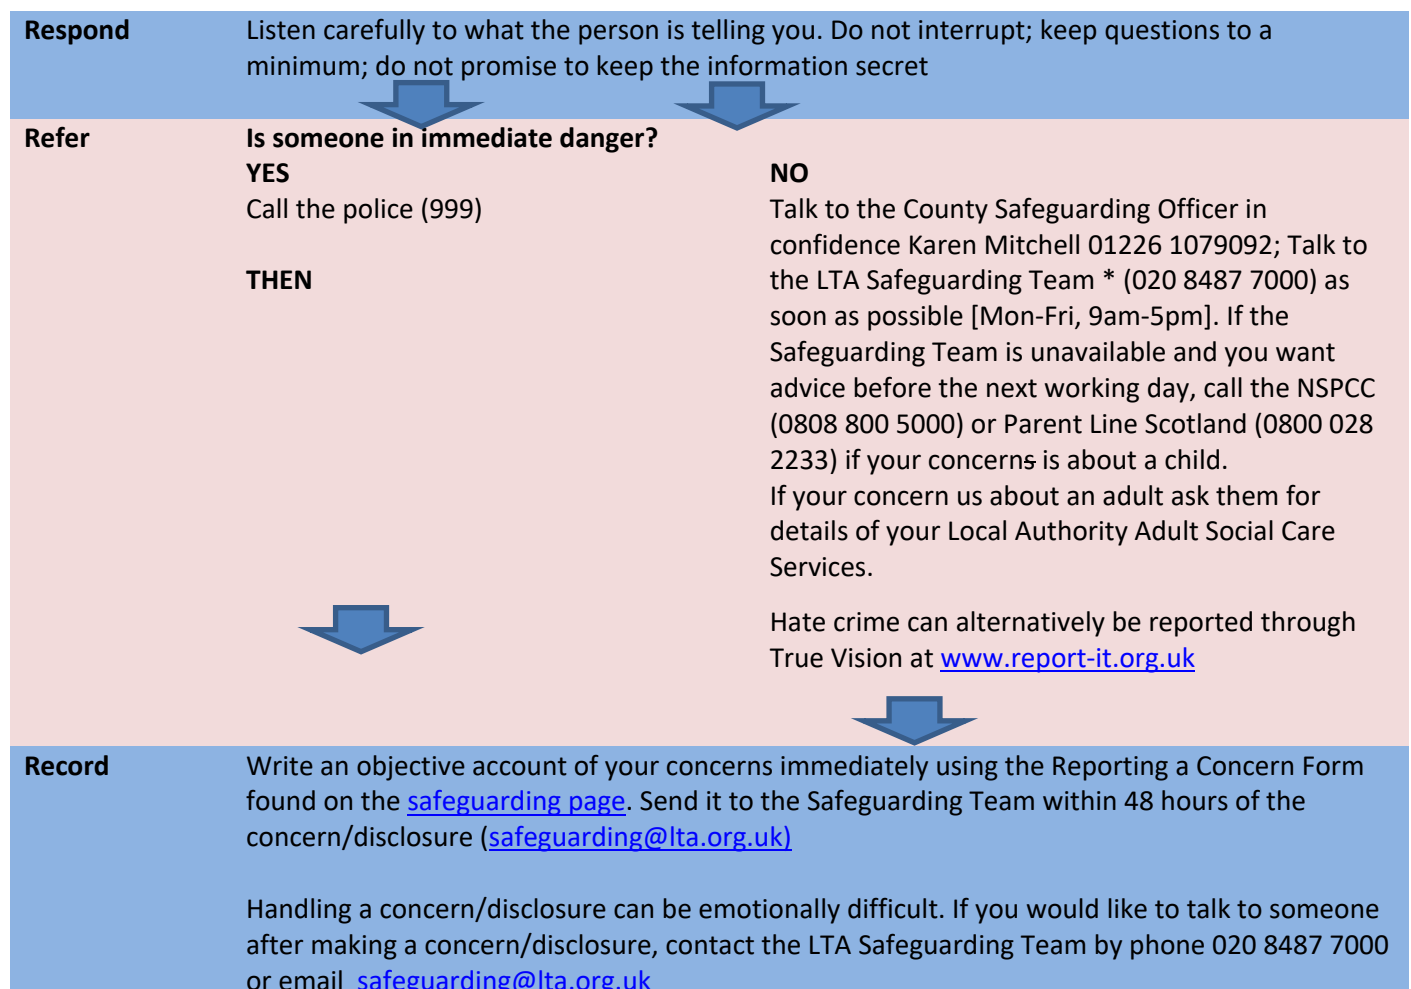 Respond
Listen carefully to what the person is telling you. Do not interrupt; keep questions to a
minimum; do not promise to keep the information secret
Refer
Is someone in immediate danger?
YES
Call the police (999)
THEN
NO
Talk to the County Safeguarding Officer in
confidence Karen Mitchell 01226 1079092; Talk to
the LTA Safeguarding Team * (020 8487 7000) as
soon as possible [Mon-Fri, 9am-5pm]. If the
Safeguarding Team is unavailable and you want
advice before the next working day, call the NSPCC
(0808 800 5000) or Parent Line Scotland (0800 028
2233) if your concerns is about a child.
If your concern us about an adult ask them for
details of your Local Authority Adult Social Care
Services.
Hate crime can alternatively be reported through
True Vision at www.report-it.org.uk
Record
Write an objective account of your concerns immediately using the Reporting a Concern Form
found on the safeguarding page. Send it to the Safeguarding Team within 48 hours of the
concern/disclosure (safeguarding@lta.org.uk)
Handling a concern/disclosure can be emotionally difficult. If you would like to talk to someone
after making a concern/disclosure, contact the LTA Safeguarding Team by phone 020 8487 7000
or email safeguarding@lta.org.uk